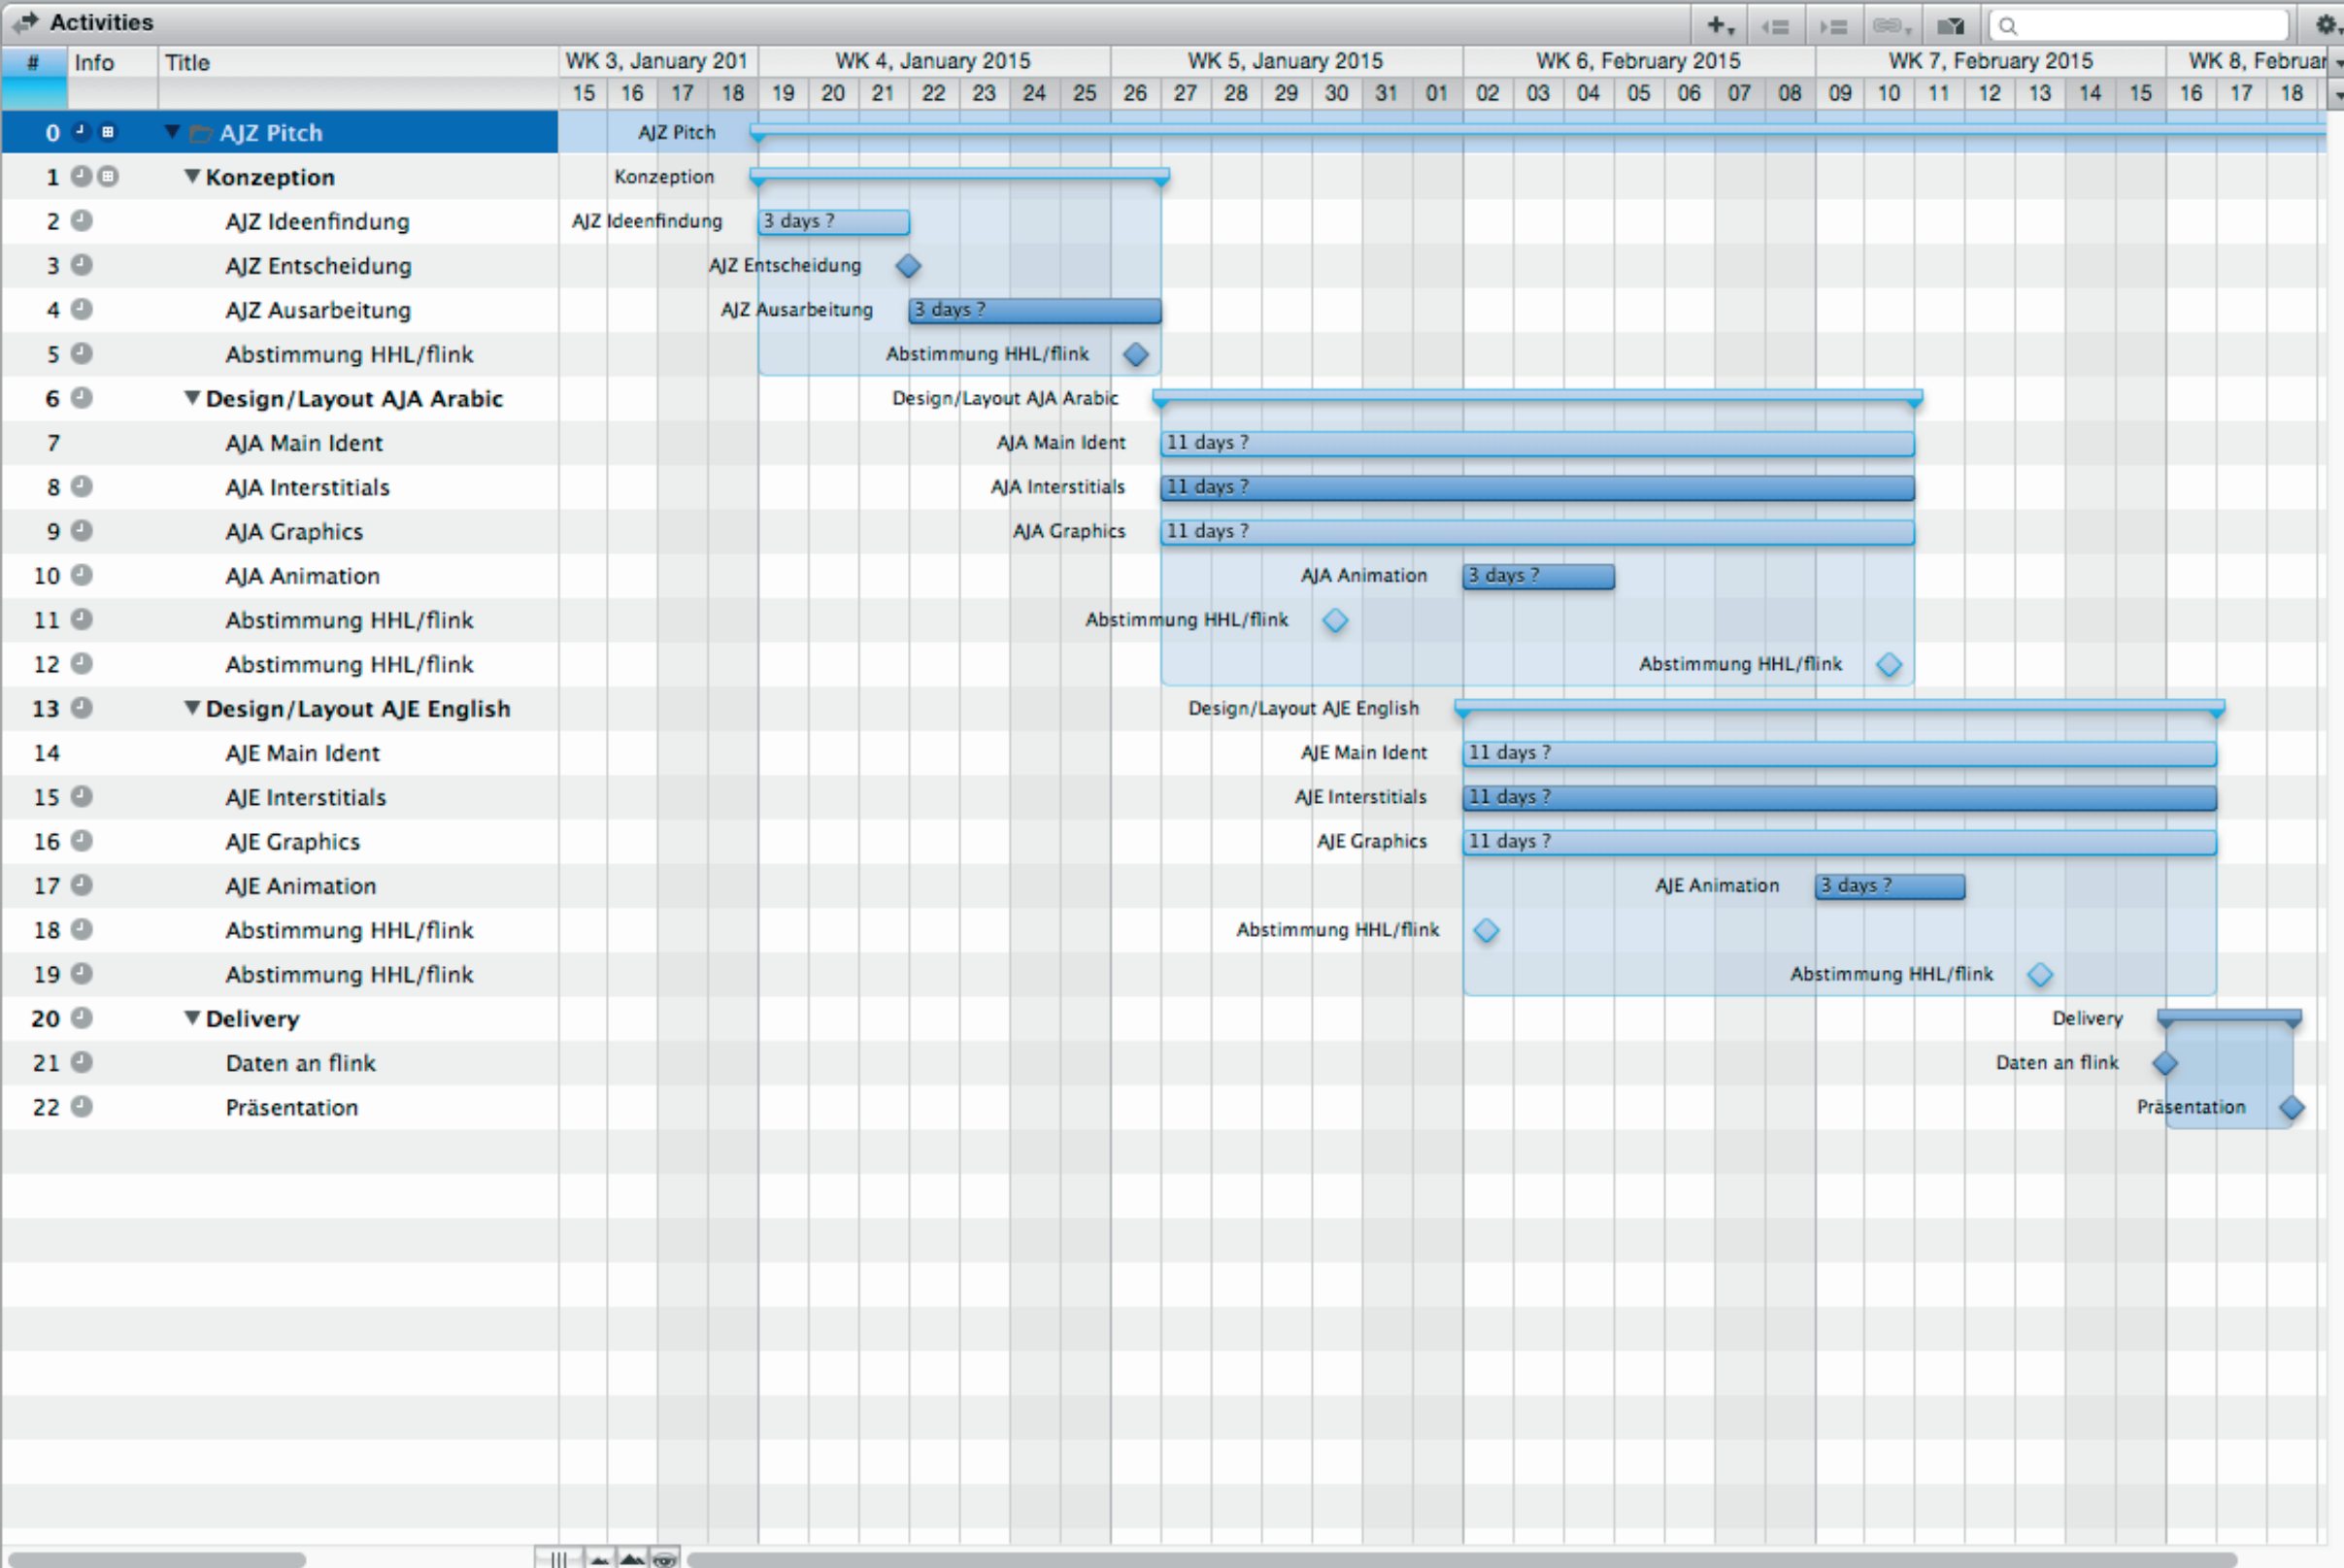 Activities
# Info Title WK 3, January 201 WK 4, January 2015 WK 5, January 2015 WK 6, February 2015 WK 7, February 2015 WK 8, Februar
15 16 17 18 19 20 21 22 23 24 25 26 27 28 29 30 31 01 02 03 04 05 06 07 08 09 10 11 12 13 14 15 16 17 18
0 AJZ Pitch AJZ Pitch
1 Konzeption Konzeption
2 AJZ Ideenfindung AJZ Ideenfindung 3 days ?
3 AJZ Entscheidung AJZ Entscheidung
4 AJZ Ausarbeitung AJZ Ausarbeitung 3 days ?
5 Abstimmung HHL/flink Abstimmung HHL/flink
6 Design/Layout AJA Arabic Design/Layout AJA Arabic
7 AJA Main Ident AJA Main Ident 11 days ?
8 AJA Interstitials AJA Interstitials 11 days ?
9 AJA Graphics AJA Graphics 11 days ?
10 AJA Animation AJA Animation 3 days ?
11 Abstimmung HHL/flink Abstimmung HHL/flink
12 Abstimmung HHL/flink Abstimmung HHL/flink
13 Design/Layout AJE English Design/Layout AJE English
14 AJE Main Ident AJE Main Ident 11 days ?
15 AJE Interstitials AJE Interstitials 11 days ?
16 AJE Graphics AJE Graphics 11 days ?
17 AJE Animation AJE Animation 3 days ?
18 Abstimmung HHL/flink Abstimmung HHL/flink
19 Abstimmung HHL/flink Abstimmung HHL/flink
20 Delivery Delivery
21 Daten an flink Daten an flink
22 Präsentation Präsentation